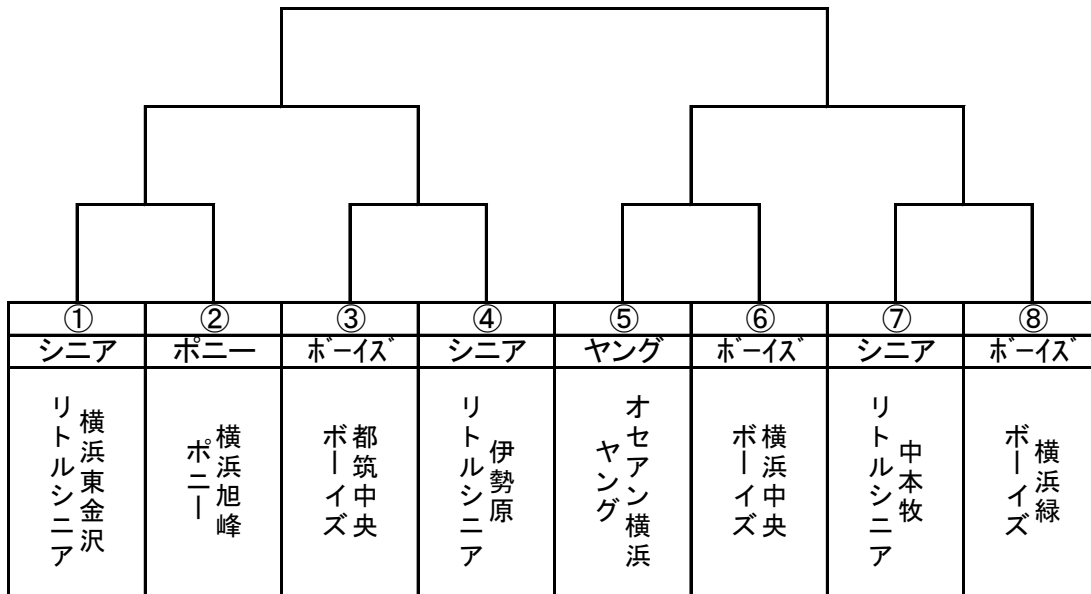 ① ② ③ ④ ⑤ ⑥ ⑦ ⑧
シニア ポニー ﾎﾞｰｲｽﾞ シニア ヤング ﾎﾞｰｲｽﾞ シニア ﾎﾞｰｲｽﾞ
横浜東金沢
リトルシニア
横浜旭峰
ポニー
都筑中央
ボーイズ
伊勢原
リトルシニア
オセアン横浜
ヤング
横浜中央
ボーイズ
中本牧
リトルシニア
横浜緑
ボーイズ